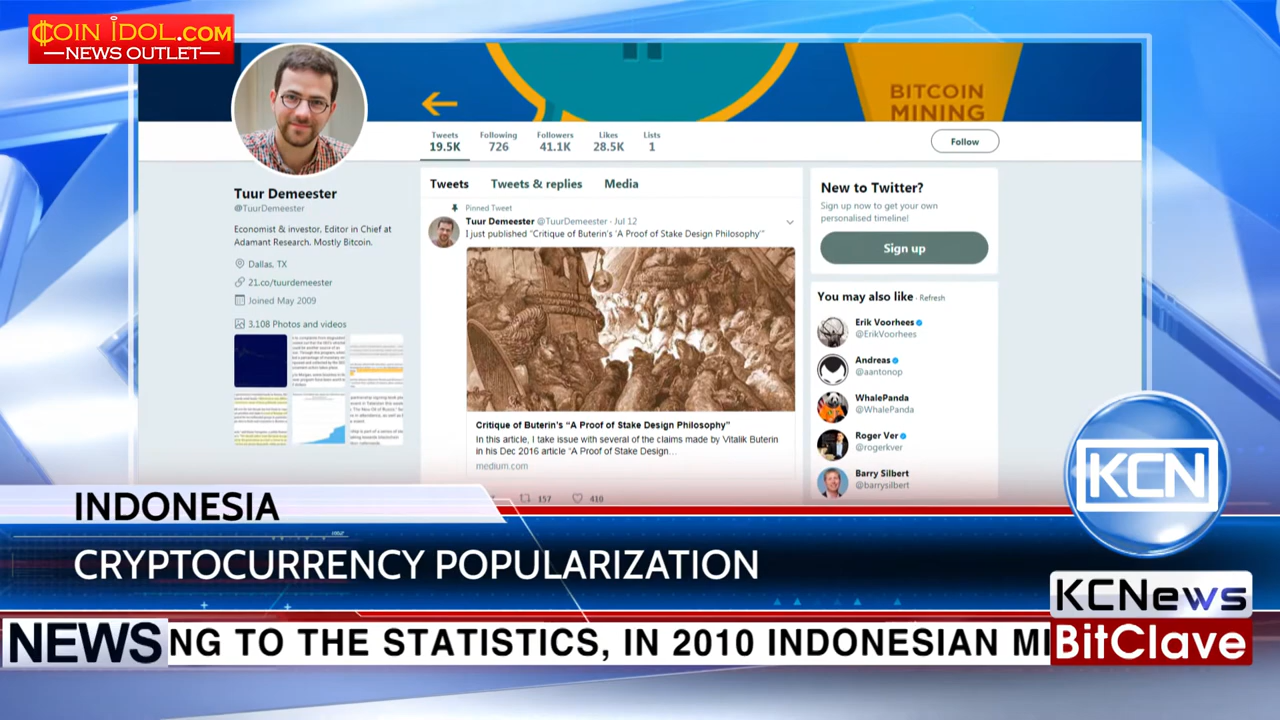 COIN IDOL.COM
NEWS OUTLET
BITCOIN
MINING
Tweets
19.5K
Following
726
Followers
41.1K
Likes
28.5K
Lists
1
Follow
Tuur Demeester
@TuurDemeester
Economist & investor. Editor in Chief at
Adamant Research. Mostly Bitcoin.
Dallas, TX
21.co/tuurdemeester
Joined May 2009
3,108 Photos and videos
Tweets Tweets & replies Media
Pinned Tweet
Tuur Demeester @TuurDemeester · Jul 12
I just published "Critique of Buterin's 'A Proof of Stake Design Philosophy'"
Critique of Buterin's "A Proof of Stake Design Philosophy"
In this article, I take issue with several of the claims made by Vitalik Buterin
in his Dec 2016 article "A Proof of Stake Design…
medium.com
157 410
New to Twitter?
Sign up now to get your own
personalised timeline!
Sign up
You may also like · Refresh
Erik Voorhees
@ErikVoorhees
Andreas
@aantonop
WhalePanda
@WhalePanda
Roger Ver
@rogerkver
Barry Silbert
@barrysilbert
KCN
INDONESIA
CRYPTOCURRENCY POPULARIZATION
KCNews
BitClave
NEWS
NG TO THE STATISTICS, IN 2010 INDONESIAN MI